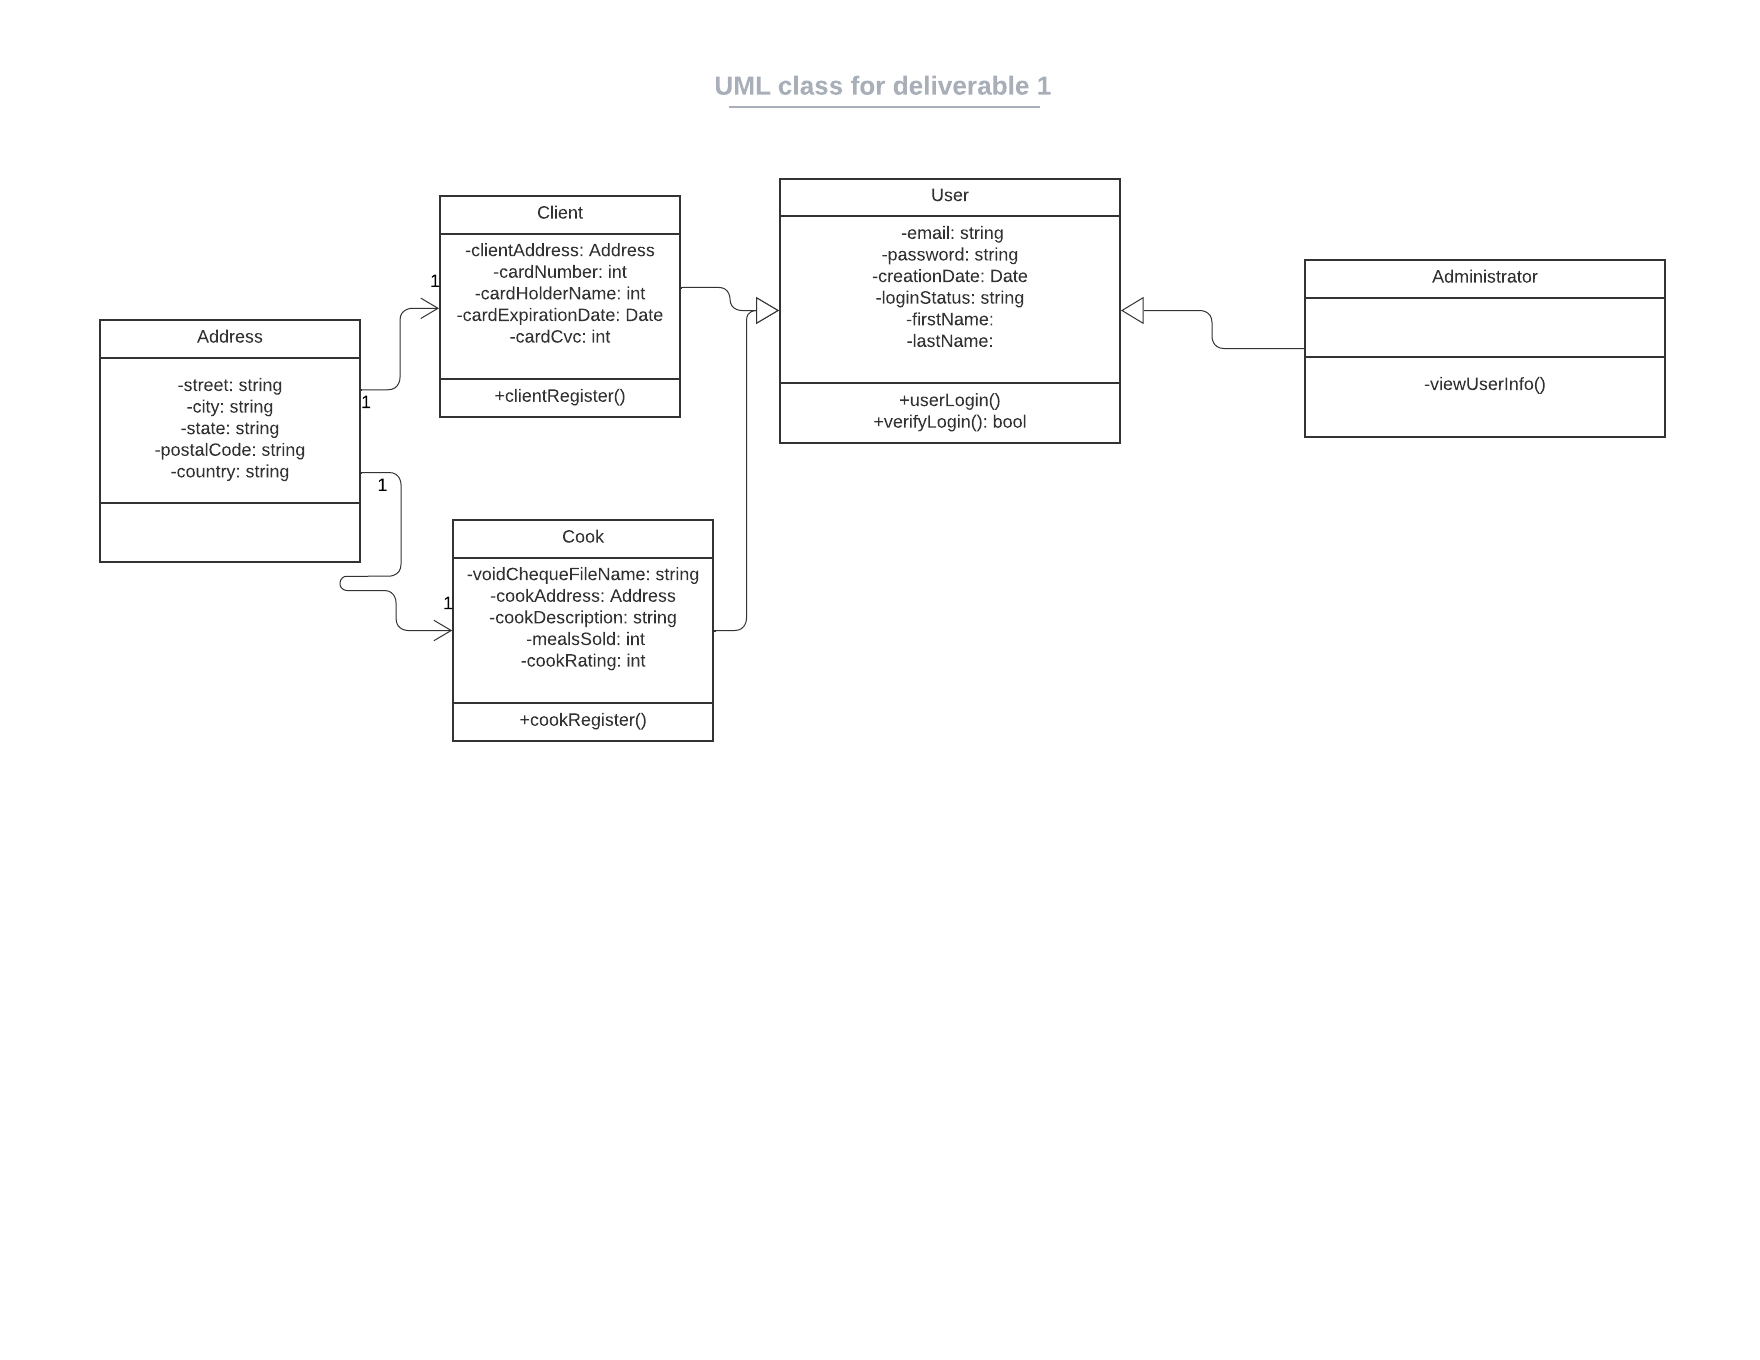 UML class for deliverable 1
Address
-street: string
-city: string
-state: string
-postalCode: string
-country: string
1
1
1
1
Client
-clientAddress: Address
-cardNumber: int
-cardHolderName: int
-cardExpirationDate: Date
-cardCvc: int
+clientRegister()
Cook
-voidChequeFileName: string
-cookAddress: Address
-cookDescription: string
-mealsSold: int
-cookRating: int
+cookRegister()
User
-email: string
-password: string
-creationDate: Date
-loginStatus: string
-firstName:
-lastName:
+userLogin()
+verifyLogin(): bool
Administrator
-viewUserInfo()